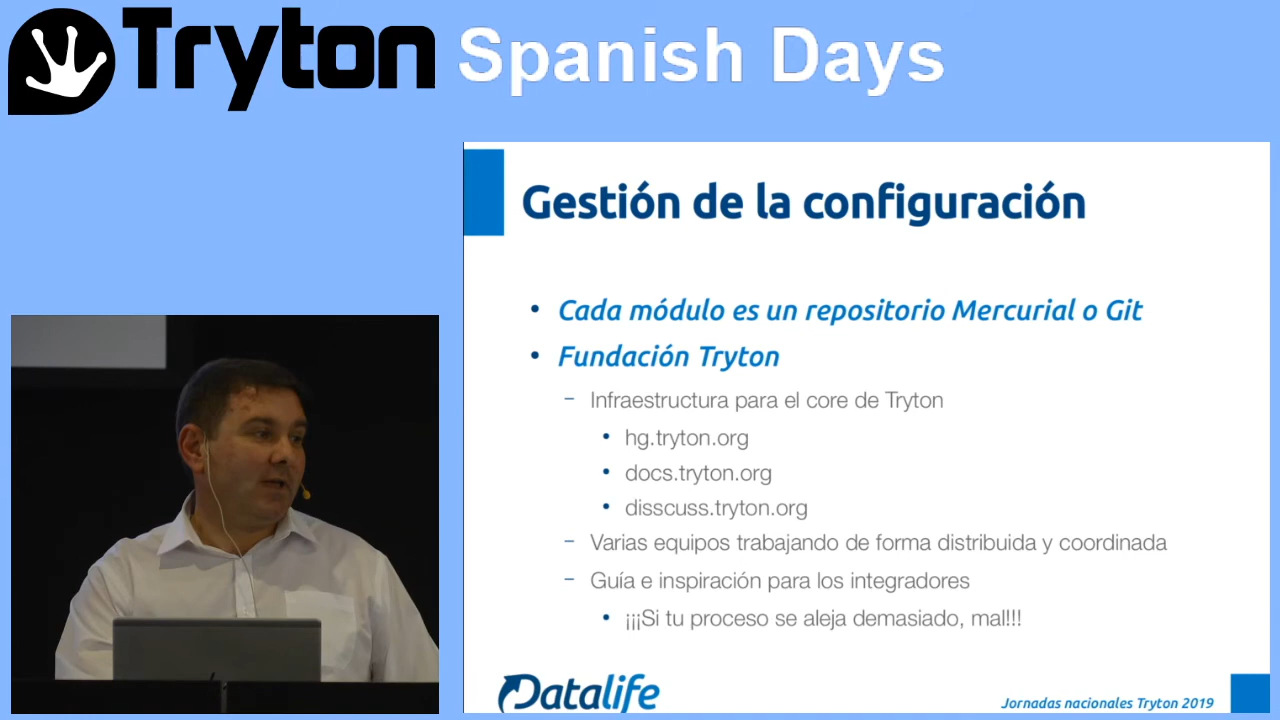 Tryton Spanish Days
Gestión de la configuración
• Cada módulo es un repositorio Mercurial o Git
• Fundación Tryton
– Infraestructura para el core de Tryton
• hg.tryton.org
• docs.tryton.org
• disscuss.tryton.org
– Varias equipos trabajando de forma distribuida y coordinada
– Guía e inspiración para los integradores
• ¡¡¡Si tu proceso se aleja demasiado, mal!!!
Datalife
Jornadas nacionales Tryton 2019